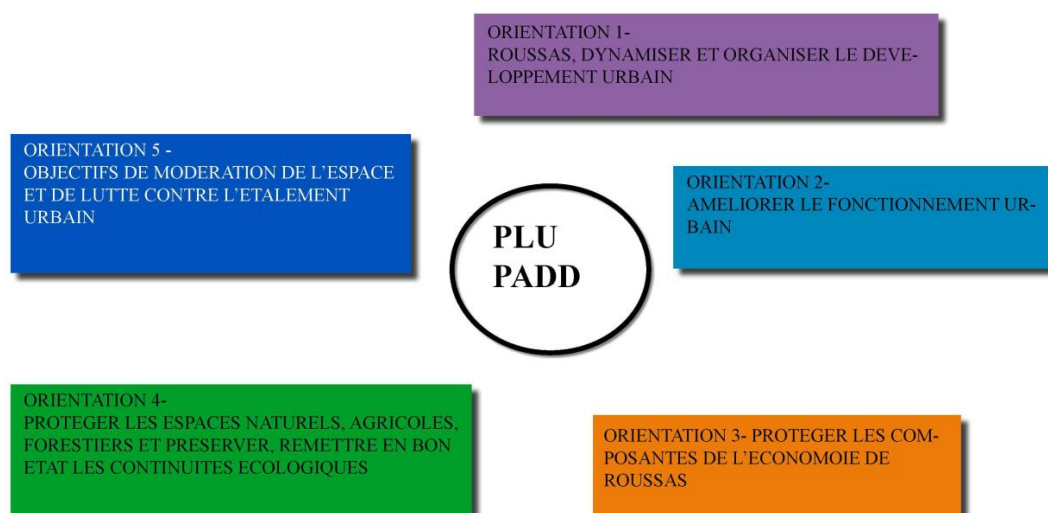 ORIENTATION 1-
ROUSSAS, DYNAMISER ET ORGANISER LE DEVE-
LOPPEMENT URBAIN
ORIENTATION 5 -
OBJECTIFS DE MODERATION DE L'ESPACE
ET DE LUTTE CONTRE L'ETALEMENT
URBAIN
ORIENTATION 2-
AMELIORER LE FONCTIONNEMENT UR-
BAIN
PLU
PADD
ORIENTATION 4-
PROTEGER LES ESPACES NATURELS, AGRICOLES,
FORESTIERS ET PRESERVER, REMETTRE EN BON
ETAT LES CONTINUITES ECOLOGIQUES
ORIENTATION 3- PROTEGER LES COM-
POSANTES DE L'ECONOMOIE DE
ROUSSAS